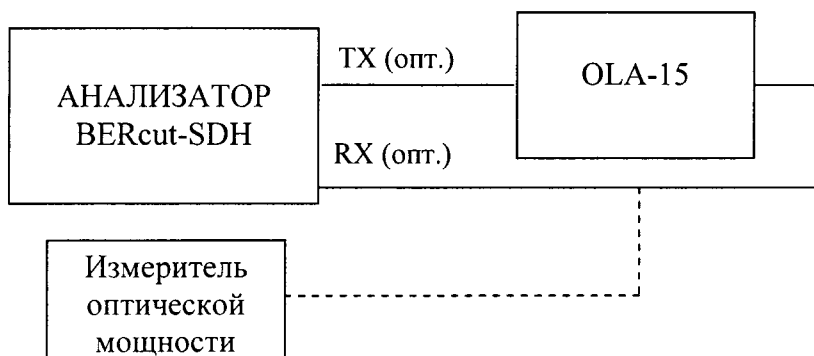 АНАЛИЗАТОР
BERcut-SDH
TX (опт.)
OLA-15
RX (опт.)
Измеритель
оптической
мощности